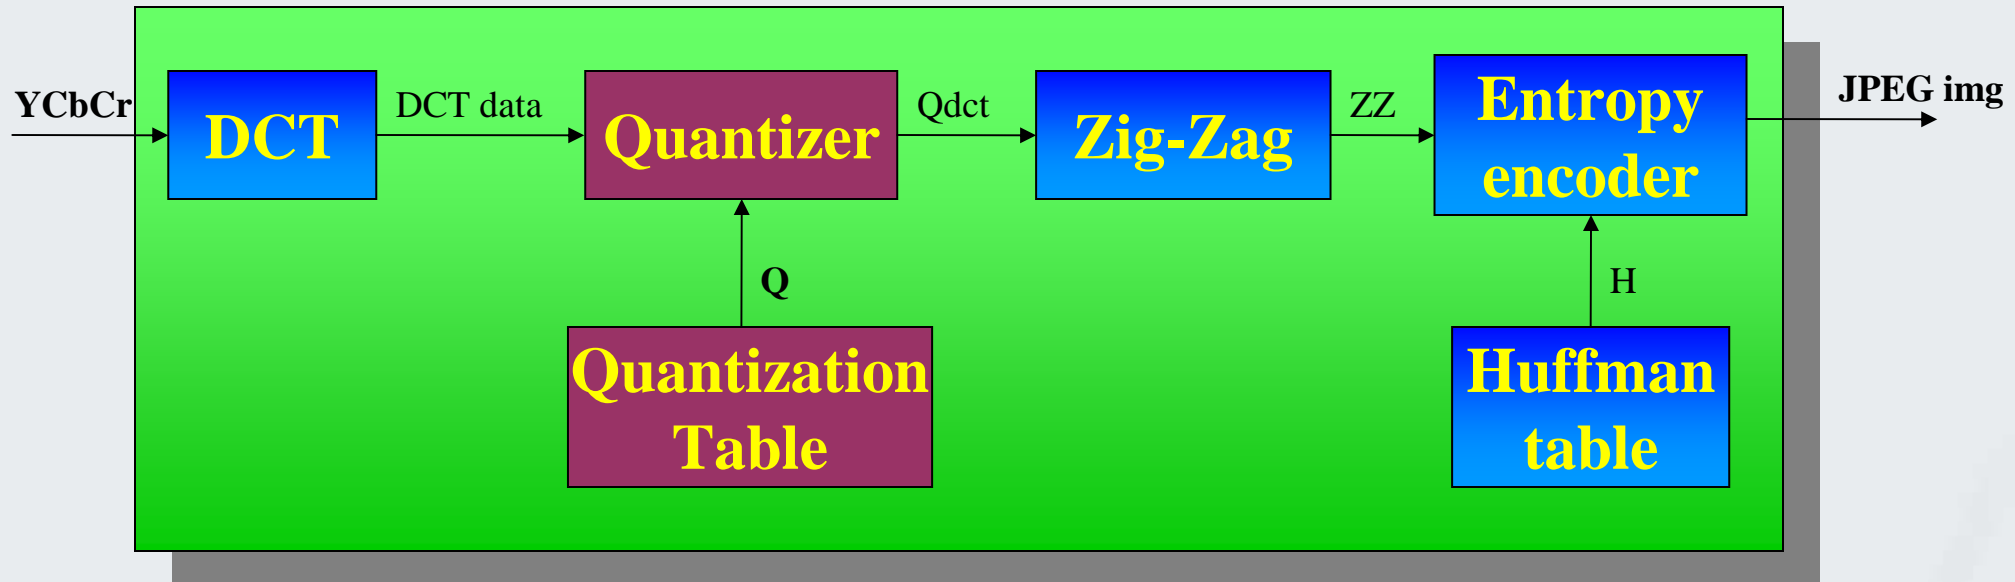 YCbCr
DCT
DCT data
Quantizer
Qdct
Zig-Zag
ZZ
Entropy
encoder
JPEG img
Q
H
Quantization
Table
Huffman
table